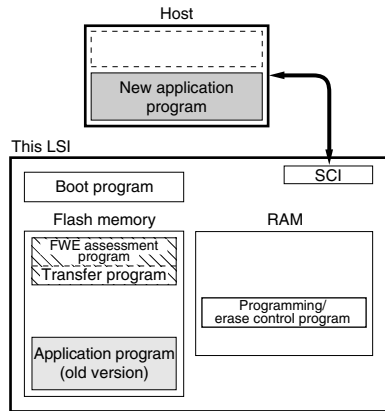 Host
New application
program
This LSI
SCI
Boot program
Flash memory
RAM
FWE assessment
program
Transfer program
Programming/
erase control program
Application program
(old version)